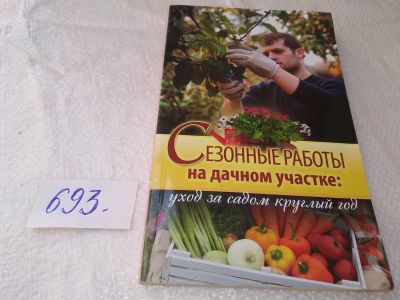 СЕЗОННЫЕ РАБОТЫ
на дачном участке:
уход за садом круглый год
693.